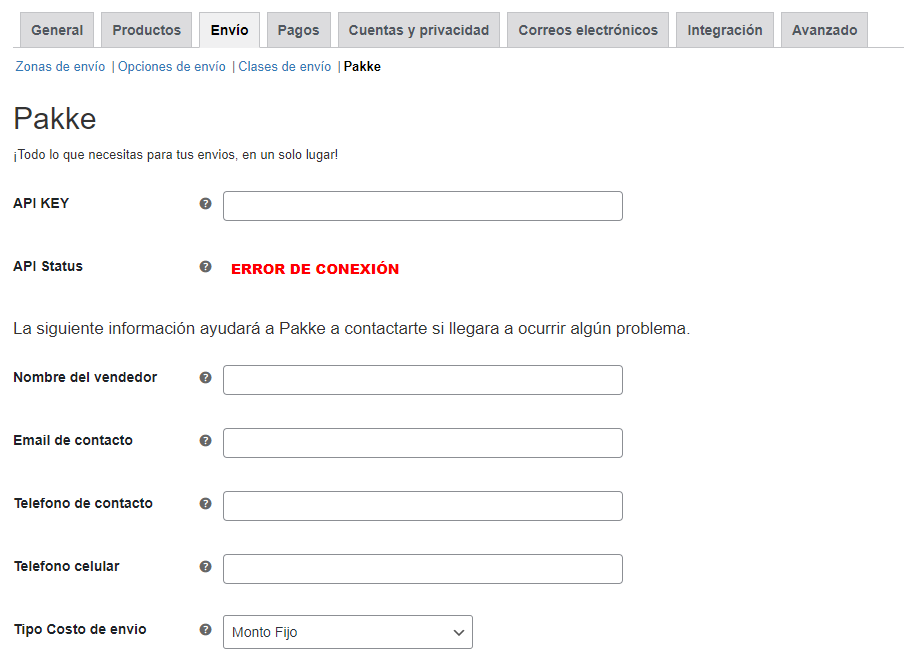 General Productos Envío Pagos Cuentas y privacidad Correos electrónicos Integración Avanzado
Zonas de envío | Opciones de envío | Clases de envío | Pakke
Pakke
¡Todo lo que necesitas para tus envios, en un solo lugar!
API KEY ?
API Status ? ERROR DE CONEXIÓN
La siguiente información ayudará a Pakke a contactarte si llegara a ocurrir algún problema.
Nombre del vendedor ?
Email de contacto ?
Telefono de contacto ?
Telefono celular ?
Tipo Costo de envio ? Monto Fijo